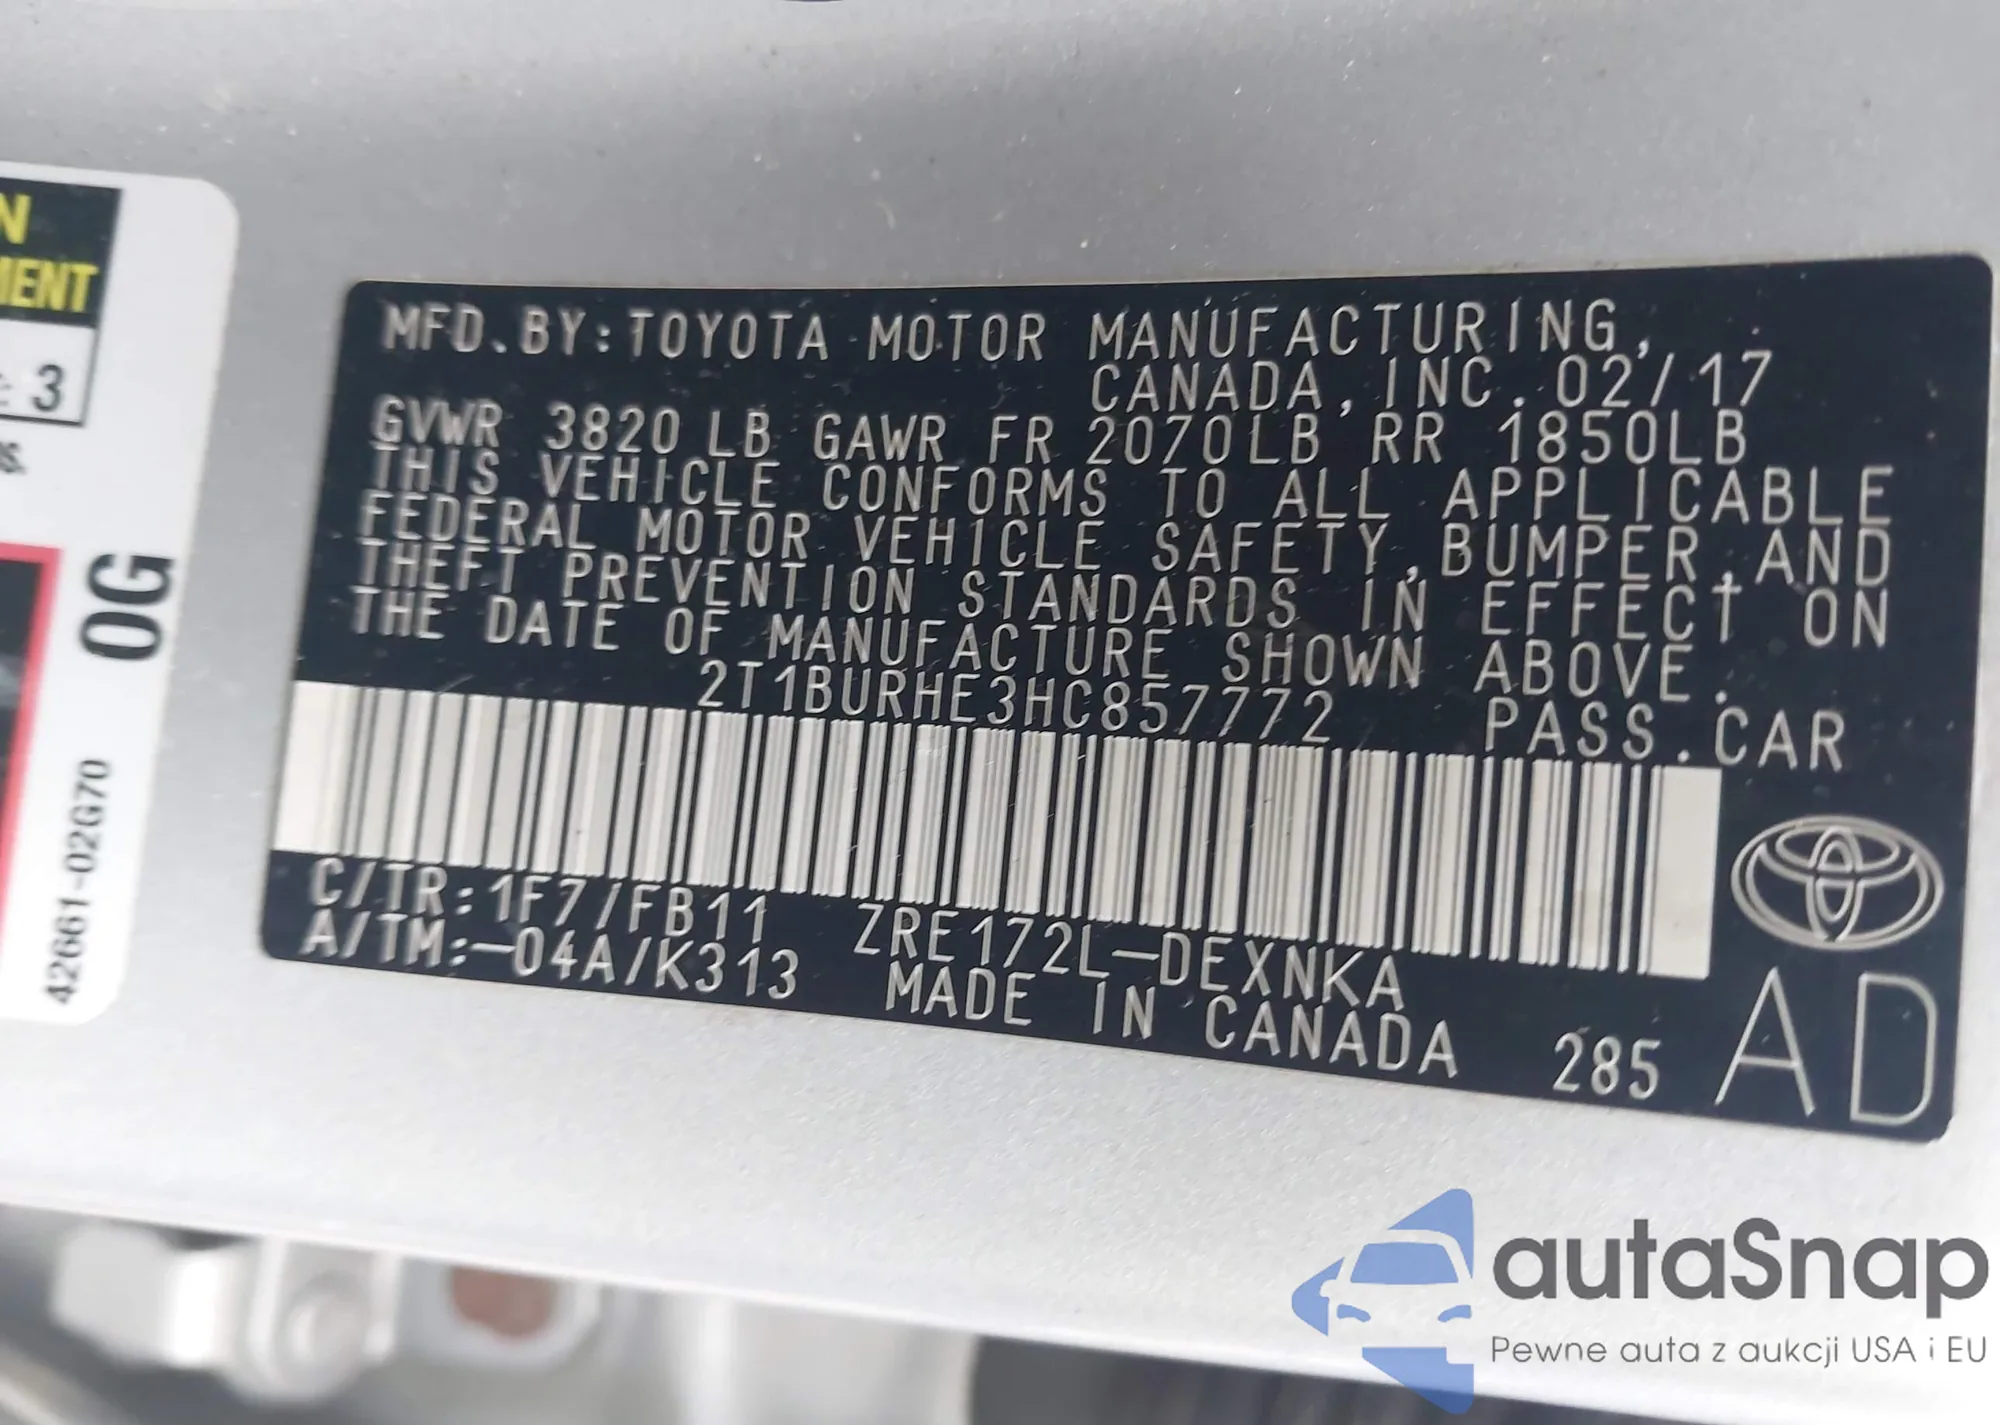 MENT
: 3
0G
42661-02G70
MFD. BY: TOYOTA MOTOR MANUFACTURING,
CANADA, INC. 02/17
GVWR 3820 LB GAWR FR 2070LB RR 1850LB
THIS VEHICLE CONFORMS TO ALL APPLICABLE
FEDERAL MOTOR VEHICLE SAFETY, BUMPER, AND
THEFT PREVENTION STANDARDS IN EFFECT ON
THE DATE OF MANUFACTURE SHOWN ABOVE.
2T1BURHE3HC857772 PASS. CAR
C/TR: 1F7/FB11 ZRE172L-DEXNKA
A/TM: -04A/K313 MADE IN CANADA 285 AD
autaSnap
Pewne auta z aukcji USA i EU